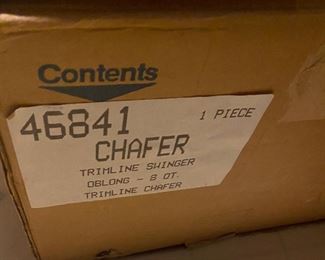 Contents
46841
1 PIECE
CHAFER
TRIMLINE SWINGER
OBLONG - 8 QT.
TRIMLINE CHAFER